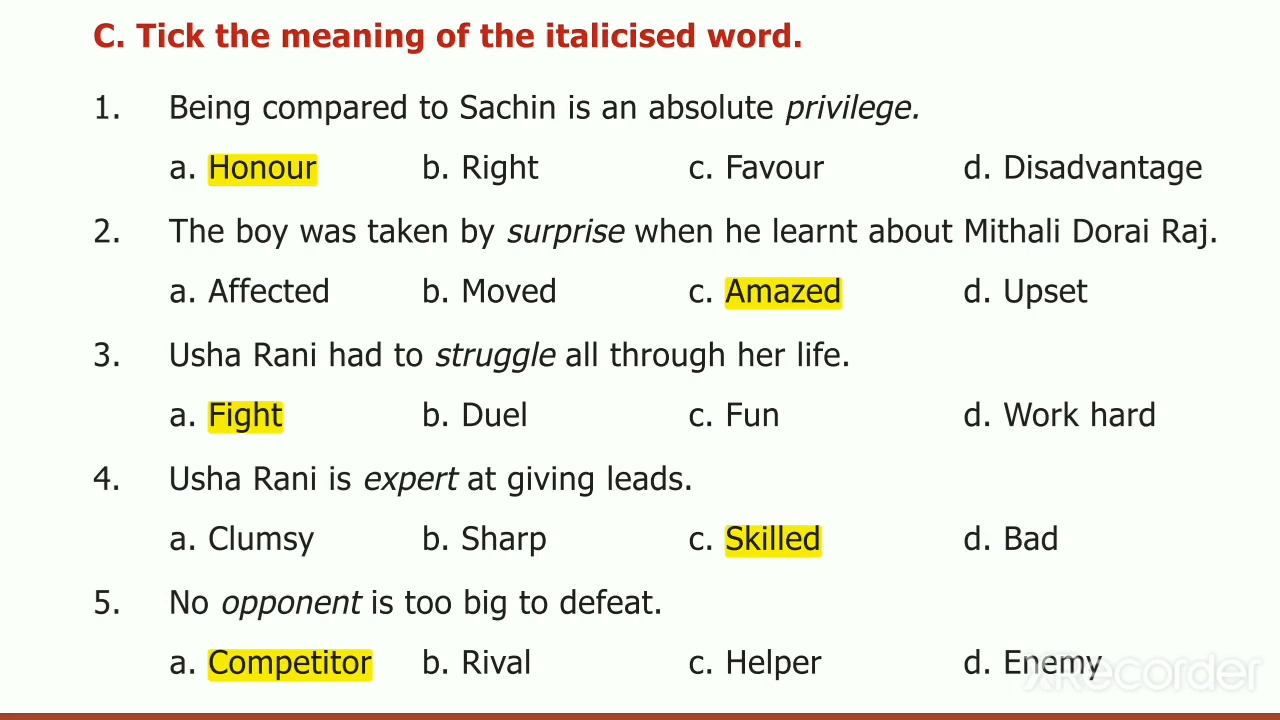 C. Tick the meaning of the italicised word.
1. Being compared to Sachin is an absolute privilege.
a. Honour b. Right c. Favour d. Disadvantage
2. The boy was taken by surprise when he learnt about Mithali Dorai Raj.
a. Affected b. Moved c. Amazed d. Upset
3. Usha Rani had to struggle all through her life.
a. Fight b. Duel c. Fun d. Work hard
4. Usha Rani is expert at giving leads.
a. Clumsy b. Sharp c. Skilled d. Bad
5. No opponent is too big to defeat.
a. Competitor b. Rival c. Helper d. Enemy
XRecorder